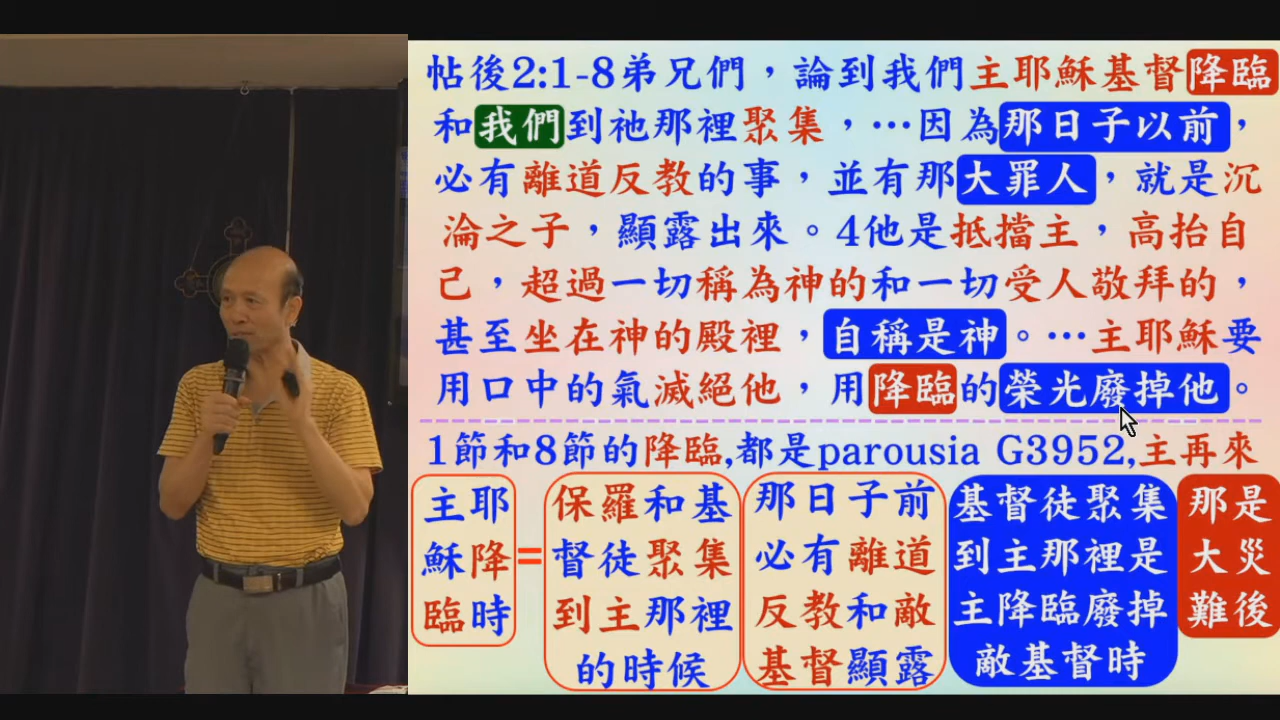 帖後2:1-8弟兄們，論到我們主耶穌基督降臨
和我們到祂那裡聚集，…因為那日子以前，
必有離道反教的事，並有那大罪人，就是沉
淪之子，顯露出來。4他是抵擋主，高抬自
己，超過一切稱為神的和一切受人敬拜的，
甚至坐在神的殿裡，自稱是神。…主耶穌要
用口中的氣滅絕他，用降臨的榮光廢掉他。
1節和8節的降臨,都是parousia G3952,主再來
主耶
穌降
臨時
=
保羅和基
督徒聚集
到主那裡
的時候
那日子前
必有離道
反教和敵
基督顯露
基督徒聚集
到主那裡是
主降臨廢掉
敵基督時
那是
大災
難後